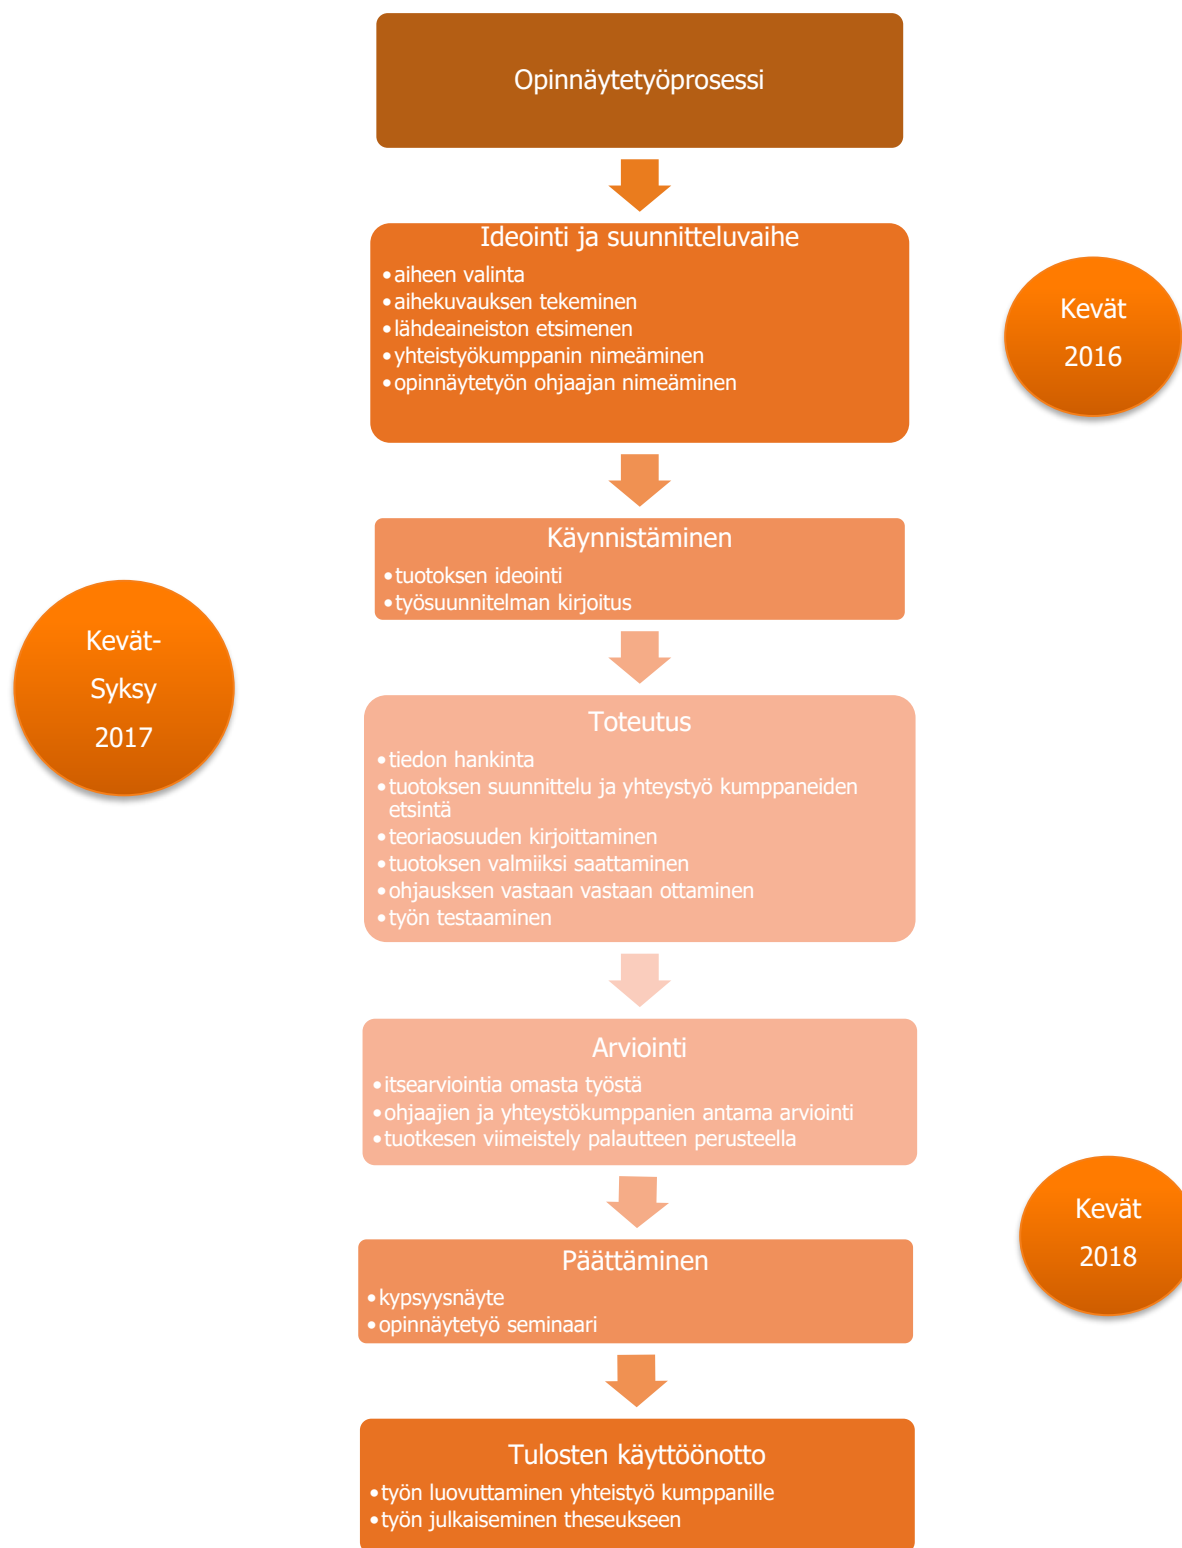 Opinnäytetyöprosessi
Ideointi ja suunnitteluvaihe
•aiheen valinta
•aihekuvauksen tekeminen
•lähdeaineiston etsimenen
•yhteistyökumppanin nimeäminen
•opinnäytetyön ohjaajan nimeäminen
Kevät
2016
Käynnistäminen
•tuotoksen ideointi
•työsuunnitelman kirjoitus
Kevät-
Syksy
2017
Toteutus
•tiedon hankinta
•tuotoksen suunnittelu ja yhteystyö kumppaneiden
etsintä
•teoriaosuuden kirjoittaminen
•tuotoksen valmiiksi saattaminen
•ohjausksen vastaan vastaan ottaminen
•työn testaaminen
Arviointi
•itsearviointia omasta työstä
•ohjaajien ja yhteystökumppanien antama arviointi
•tuotkesen viimeistely palautteen perusteella
Kevät
2018
Päättäminen
•kypsyysnäyte
•opinnäytetyö seminaari
Tulosten käyttöönotto
•työn luovuttaminen yhteistyö kumppanille
•työn julkaiseminen theseukseen